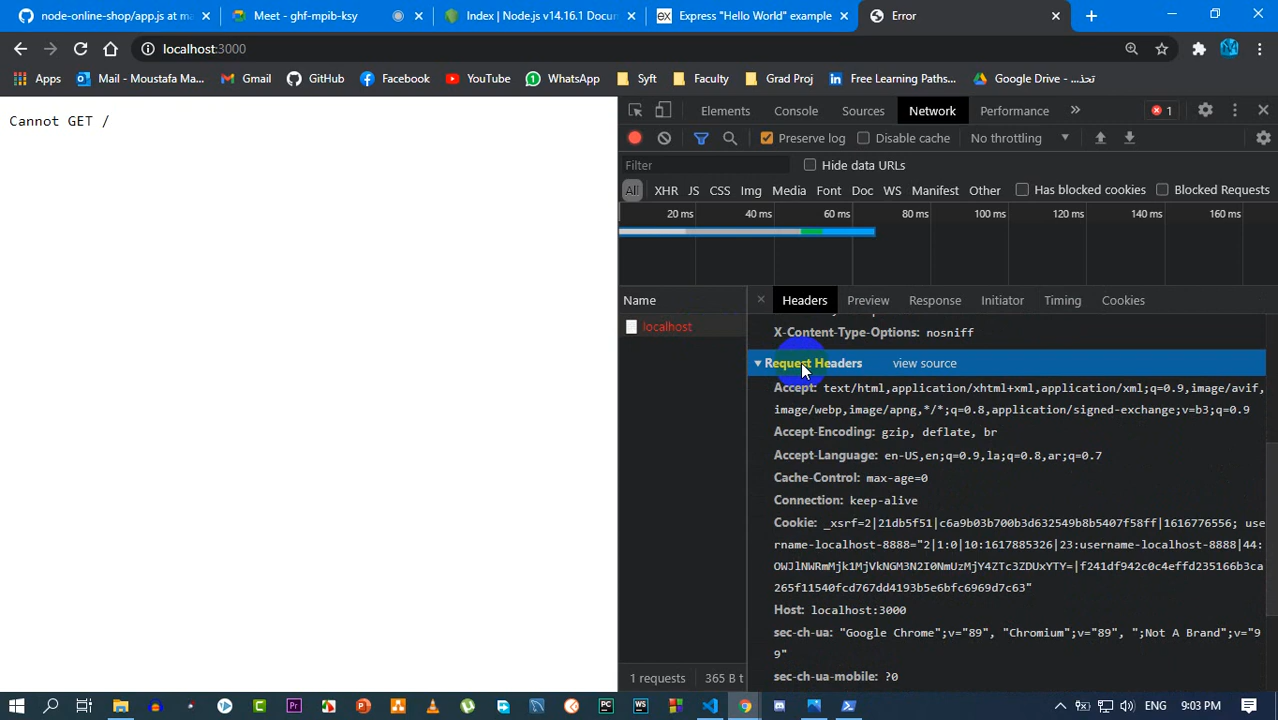 node-online-shop/app.js at ma
Meet - ghf-mpib-ksy
Index | Node.js v14.16.1 Docum
ex
Express "Hello World" example
Error
localhost:3000
Apps
Mail - Moustafa Ma...
Gmail
GitHub
Facebook
YouTube
WhatsApp
Syft
Faculty
Grad Proj
Free Learning Paths...
Google Drive - تحذ...
Cannot GET /
Elements
Console
Sources
Network
Performance
1
Preserve log
Disable cache
No throttling
Filter
Hide data URLs
All
XHR
JS
CSS
Img
Media
Font
Doc
WS
Manifest
Other
Has blocked cookies
Blocked Requests
20 ms
40 ms
60 ms
80 ms
100 ms
120 ms
140 ms
160 ms
Name
Headers
Preview
Response
Initiator
Timing
Cookies
localhost
X-Content-Type-Options: nosniff
Request Headers view source
Accept: text/html,application/xhtml+xml,application/xml;q=0.9,image/avif,
image/webp,image/apng,*/*;q=0.8,application/signed-exchange;v=b3;q=0.9
Accept-Encoding: gzip, deflate, br
Accept-Language: en-US,en;q=0.9,la;q=0.8,ar;q=0.7
Cache-Control: max-age=0
Connection: keep-alive
Cookie: _xsrf=2|21db5f51|c6a9b03b700b3d632549b8b5407f58ff|1616776556; use
rname-localhost-8888="2|1:0|10:1617885326|23:username-localhost-8888|44:
OWJlNWRmMjk1MjVkNGM3N2I0NmUzMjY4ZTc3ZDUxYTY=|f241df942c0c4effd235166b3ca
265f11540fcd767dd4193b5e6bfc6969d7c63"
Host: localhost:3000
sec-ch-ua: "Google Chrome";v="89", "Chromium";v="89", ";Not A Brand";v="9
9"
sec-ch-ua-mobile: ?0
1 requests
365 B t
ENG
9:03 PM